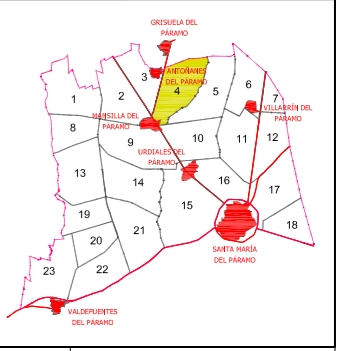 GRISUELA DEL
PÁRAMO
ANTOÑANES
DEL PÁRAMO
3
4
5
6
7
1
2
VILLARRÍN DEL
PÁRAMO
MANSILLA DEL
PÁRAMO
8
9
10
11
12
URDIALES DEL
PÁRAMO
13
14
15
16
17
18
19
20
21
22
23
SANTA MARÍA
DEL PÁRAMO
VALDEFUENTES
DEL PÁRAMO